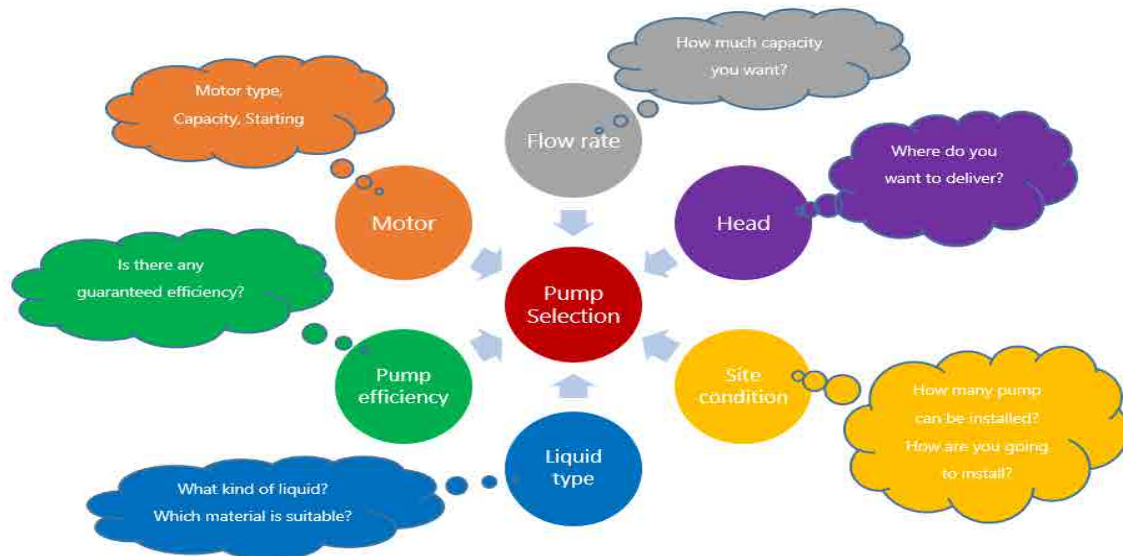 How much capacity
you want?
Flow rate
Motor type,
Capacity, Starting
Motor
Where do you
want to deliver?
Head
Is there any
guaranteed efficiency?
Pump
efficiency
Pump
Selection
Site
condition
How many pump
can be installed?
How are you going
to install?
Liquid
type
What kind of liquid?
Which material is suitable?